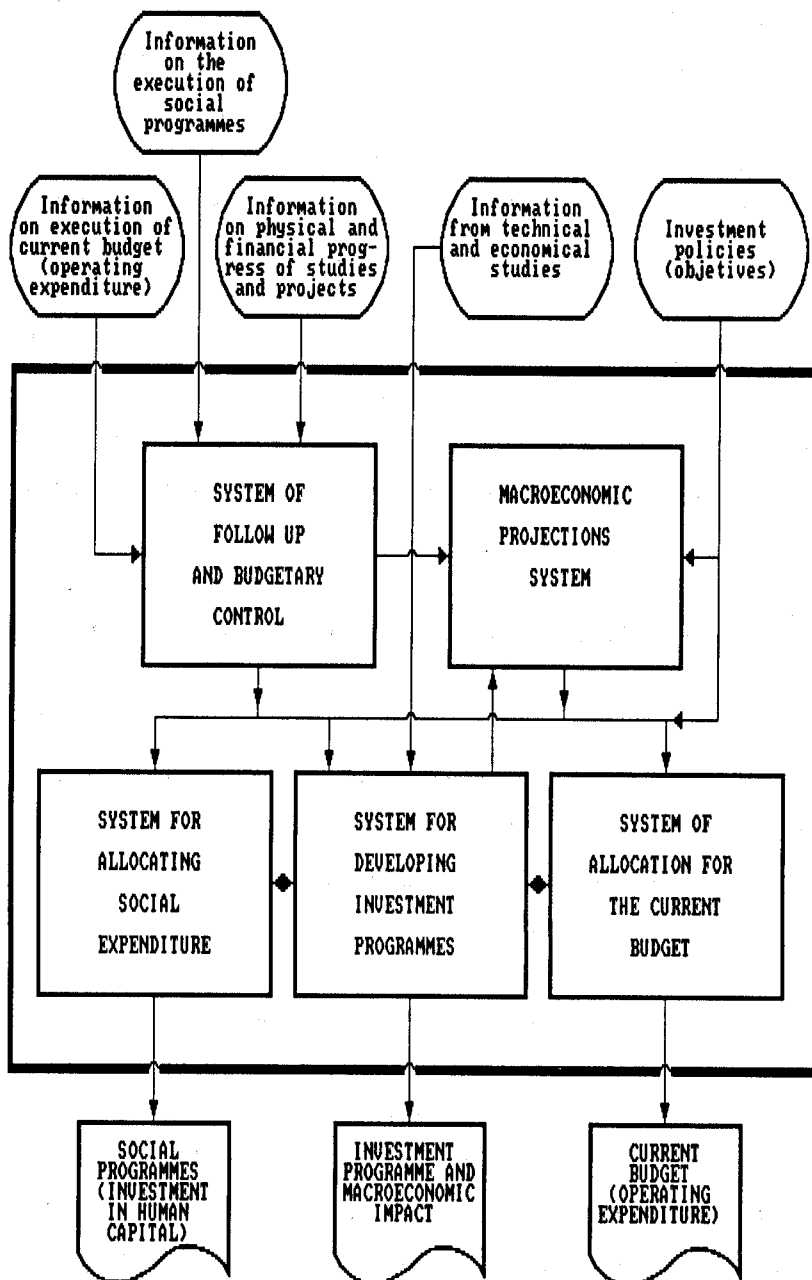 Information
on the
execution of
social
programmes
Information
on execution of
current budget
(operating
expenditure)
Information
on physical and
financial prog-
ress of studies
and projects
Information
from technical
and economical
studies
Investment
policies
(objetives)
SYSTEM OF
FOLLOW UP
AND BUDGETARY
CONTROL
MACROECONOMIC
PROJECTIONS
SYSTEM
SYSTEM FOR
ALLOCATING
SOCIAL
EXPENDITURE
SYSTEM FOR
DEVELOPING
INVESTMENT
PROGRAMMES
SYSTEM OF
ALLOCATION FOR
THE CURRENT
BUDGET
SOCIAL
PROGRAMMES
(INVESTMENT
IN HUMAN
CAPITAL)
INVESTMENT
PROGRAMME AND
MACROECONOMIC
IMPACT
CURRENT
BUDGET
(OPERATING
EXPENDITURE)